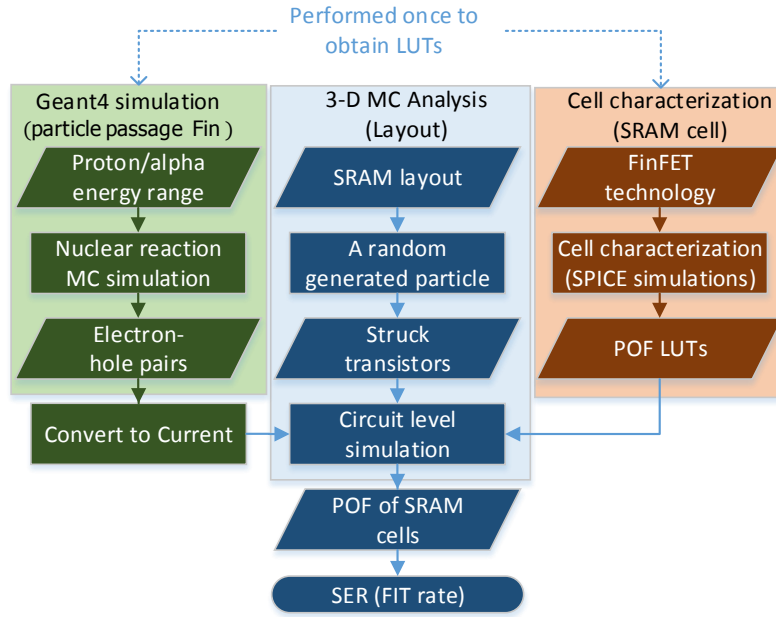 Performed once to
obtain LUTs
Geant4 simulation
(particle passage Fin )
Proton/alpha
energy range
Nuclear reaction
MC simulation
Electron-
hole pairs
Convert to Current
3-D MC Analysis
(Layout)
SRAM layout
A random
generated particle
Struck
transistors
Circuit level
simulation
POF of SRAM
cells
SER (FIT rate)
Cell characterization
(SRAM cell)
FinFET
technology
Cell characterization
(SPICE simulations)
POF LUTs